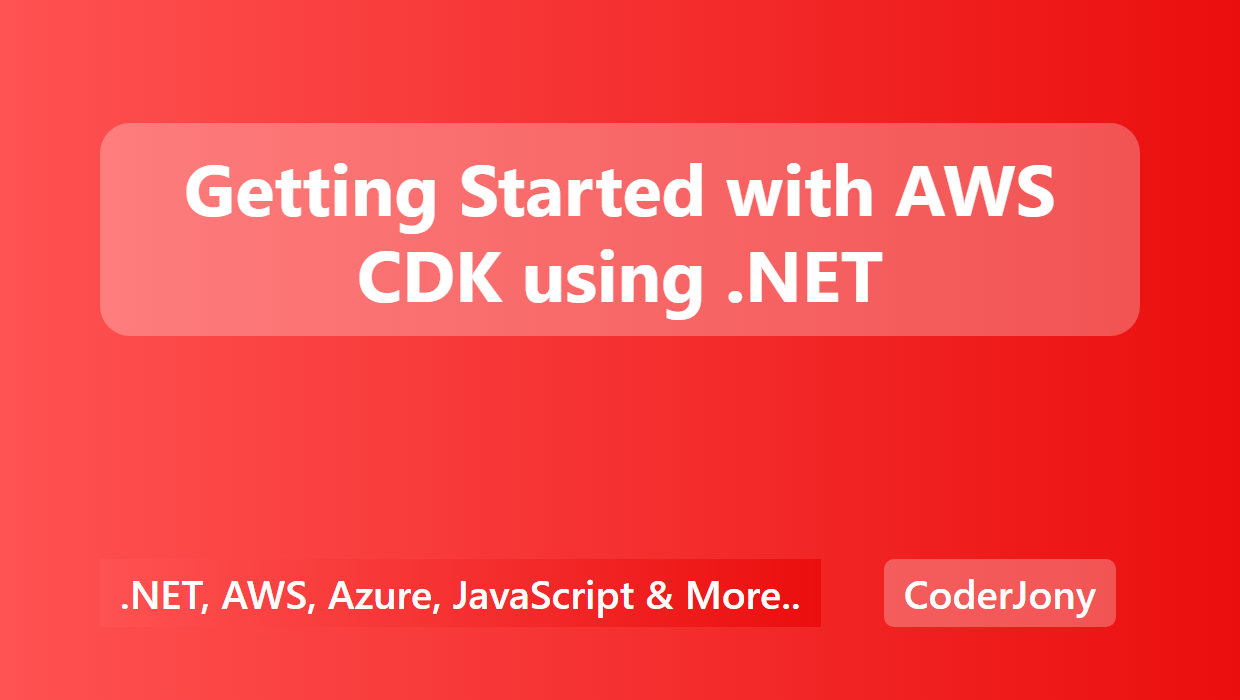 Getting Started with AWS
CDK using .NET
.NET, AWS, Azure, JavaScript & More..
CoderJony